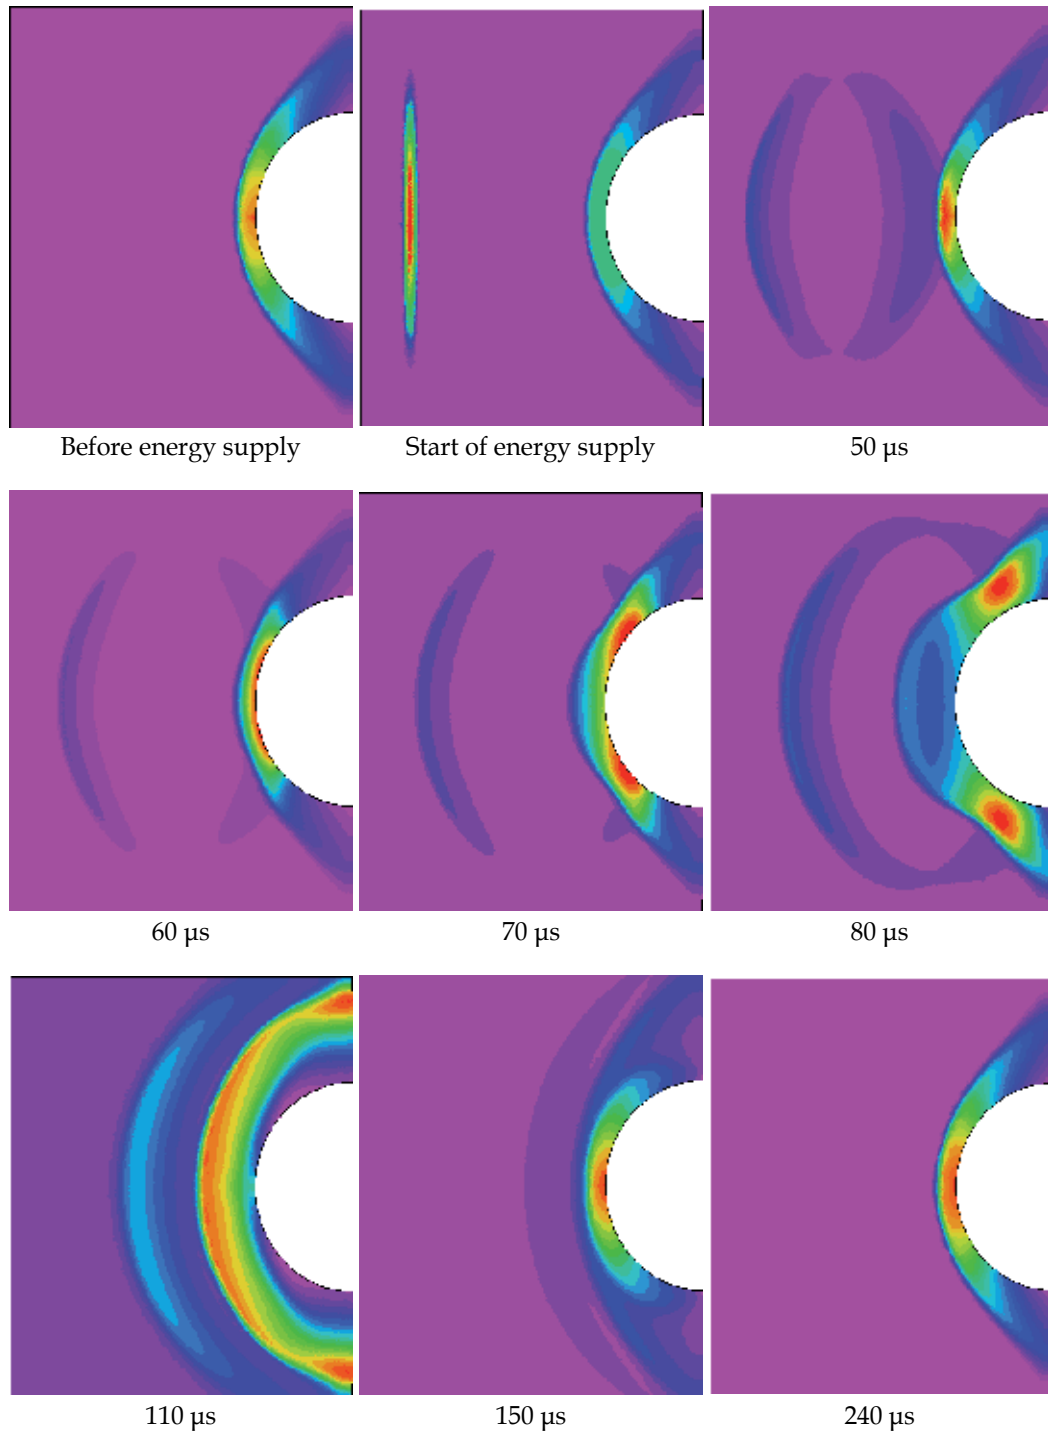 Before energy supply
Start of energy supply
50 µs
60 µs
70 µs
80 µs
110 µs
150 µs
240 µs